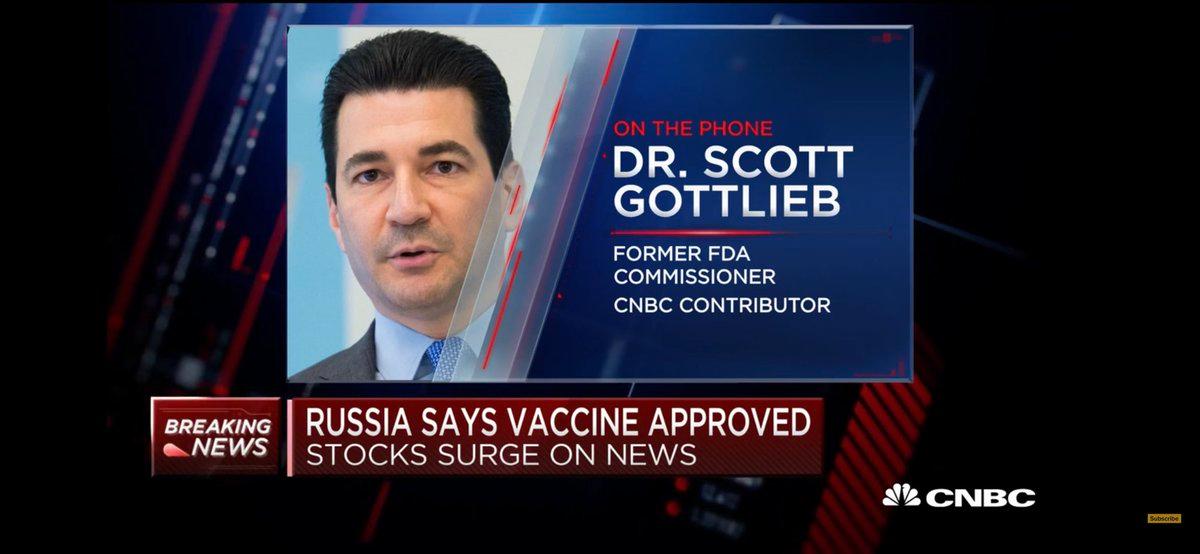 ON THE PHONE
DR. SCOTT
GOTTLIEB
FORMER FDA
COMMISSIONER
CNBC CONTRIBUTOR
BREAKING
NEWS
RUSSIA SAYS VACCINE APPROVED
STOCKS SURGE ON NEWS
CNBC
Subscribe